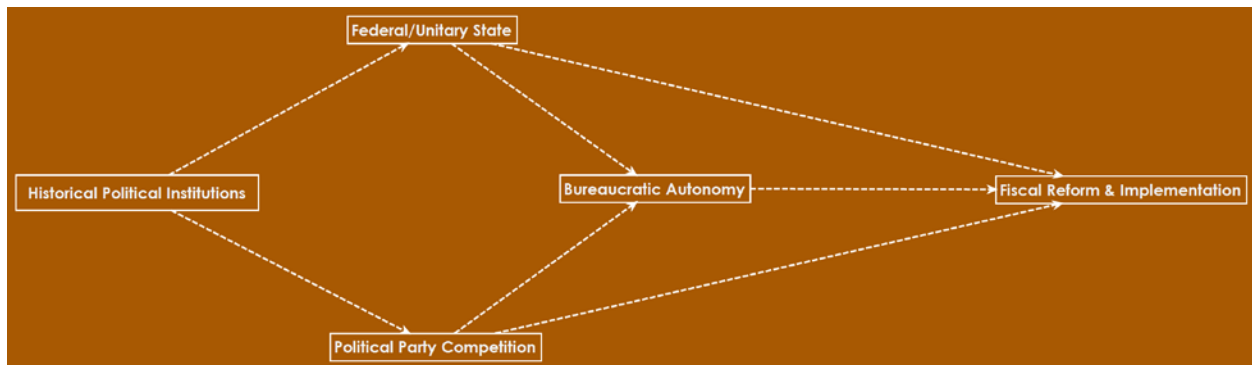 Federal/Unitary State
Historical Political Institutions
Bureaucratic Autonomy
Fiscal Reform & Implementation
Political Party Competition